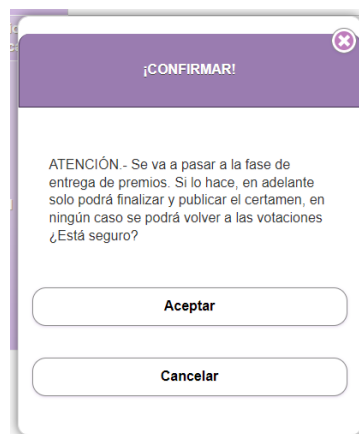 ¡CONFIRMAR!
ATENCIÓN.- Se va a pasar a la fase de
entrega de premios. Si lo hace, en adelante
solo podrá finalizar y publicar el certamen, en
ningún caso se podrá volver a las votaciones
¿Está seguro?
Aceptar
Cancelar